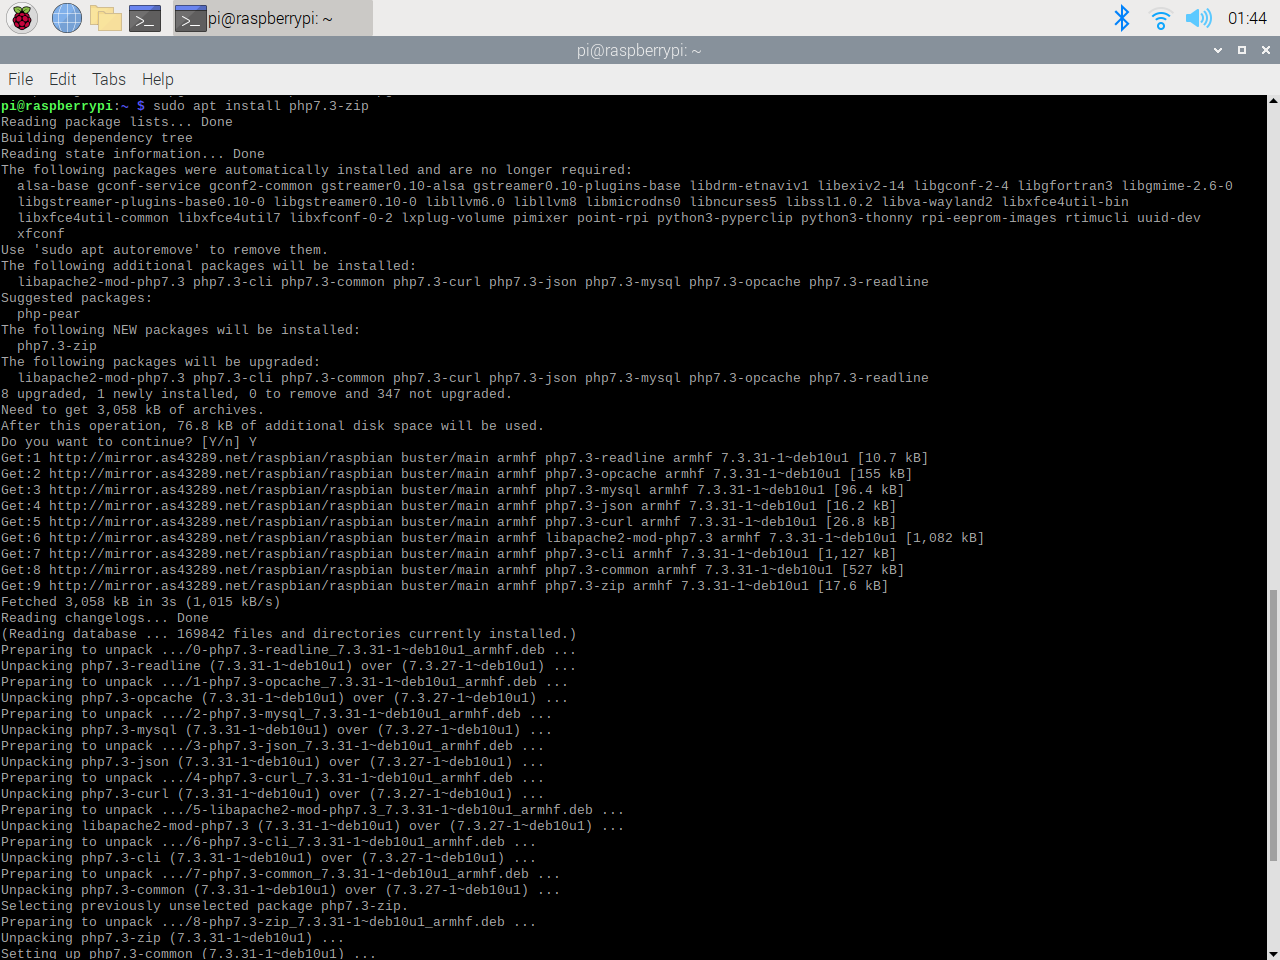 pi@raspberrypi: ~
01:44
pi@raspberrypi: ~
File Edit Tabs Help
pi@raspberrypi:~ $ sudo apt install php7.3-zip
Reading package lists... Done
Building dependency tree
Reading state information... Done
The following packages were automatically installed and are no longer required:
  alsa-base gconf-service gconf2-common gstreamer0.10-alsa gstreamer0.10-plugins-base libdrm-etnaviv1 libexiv2-14 libgconf-2-4 libgfortran3 libgmime-2.6-0
  libgstreamer-plugins-base0.10-0 libgstreamer0.10-0 libllvm6.0 libllvm8 libmicrodns0 libncurses5 libssl1.0.2 libva-wayland2 libxfce4util-bin
  libxfce4util-common libxfce4util7 libxfconf-0-2 lxplug-volume pimixer point-rpi python3-pyperclip python3-thonny rpi-eeprom-images rtimucli uuid-dev
  xfconf
Use 'sudo apt autoremove' to remove them.
The following additional packages will be installed:
  libapache2-mod-php7.3 php7.3-cli php7.3-common php7.3-curl php7.3-json php7.3-mysql php7.3-opcache php7.3-readline
Suggested packages:
  php-pear
The following NEW packages will be installed:
  php7.3-zip
The following packages will be upgraded:
  libapache2-mod-php7.3 php7.3-cli php7.3-common php7.3-curl php7.3-json php7.3-mysql php7.3-opcache php7.3-readline
8 upgraded, 1 newly installed, 0 to remove and 347 not upgraded.
Need to get 3,058 kB of archives.
After this operation, 76.8 kB of additional disk space will be used.
Do you want to continue? [Y/n] Y
Get:1 http://mirror.as43289.net/raspbian/raspbian buster/main armhf php7.3-readline armhf 7.3.31-1~deb10u1 [10.7 kB]
Get:2 http://mirror.as43289.net/raspbian/raspbian buster/main armhf php7.3-opcache armhf 7.3.31-1~deb10u1 [155 kB]
Get:3 http://mirror.as43289.net/raspbian/raspbian buster/main armhf php7.3-mysql armhf 7.3.31-1~deb10u1 [96.4 kB]
Get:4 http://mirror.as43289.net/raspbian/raspbian buster/main armhf php7.3-json armhf 7.3.31-1~deb10u1 [16.2 kB]
Get:5 http://mirror.as43289.net/raspbian/raspbian buster/main armhf php7.3-curl armhf 7.3.31-1~deb10u1 [26.8 kB]
Get:6 http://mirror.as43289.net/raspbian/raspbian buster/main armhf libapache2-mod-php7.3 armhf 7.3.31-1~deb10u1 [1,082 kB]
Get:7 http://mirror.as43289.net/raspbian/raspbian buster/main armhf php7.3-cli armhf 7.3.31-1~deb10u1 [1,127 kB]
Get:8 http://mirror.as43289.net/raspbian/raspbian buster/main armhf php7.3-common armhf 7.3.31-1~deb10u1 [527 kB]
Get:9 http://mirror.as43289.net/raspbian/raspbian buster/main armhf php7.3-zip armhf 7.3.31-1~deb10u1 [17.6 kB]
Fetched 3,058 kB in 3s (1,015 kB/s)
Reading changelogs... Done
(Reading database ... 169842 files and directories currently installed.)
Preparing to unpack .../0-php7.3-readline_7.3.31-1~deb10u1_armhf.deb ...
Unpacking php7.3-readline (7.3.31-1~deb10u1) over (7.3.27-1~deb10u1) ...
Preparing to unpack .../1-php7.3-opcache_7.3.31-1~deb10u1_armhf.deb ...
Unpacking php7.3-opcache (7.3.31-1~deb10u1) over (7.3.27-1~deb10u1) ...
Preparing to unpack .../2-php7.3-mysql_7.3.31-1~deb10u1_armhf.deb ...
Unpacking php7.3-mysql (7.3.31-1~deb10u1) over (7.3.27-1~deb10u1) ...
Preparing to unpack .../3-php7.3-json_7.3.31-1~deb10u1_armhf.deb ...
Unpacking php7.3-json (7.3.31-1~deb10u1) over (7.3.27-1~deb10u1) ...
Preparing to unpack .../4-php7.3-curl_7.3.31-1~deb10u1_armhf.deb ...
Unpacking php7.3-curl (7.3.31-1~deb10u1) over (7.3.27-1~deb10u1) ...
Preparing to unpack .../5-libapache2-mod-php7.3_7.3.31-1~deb10u1_armhf.deb ...
Unpacking libapache2-mod-php7.3 (7.3.31-1~deb10u1) over (7.3.27-1~deb10u1) ...
Preparing to unpack .../6-php7.3-cli_7.3.31-1~deb10u1_armhf.deb ...
Unpacking php7.3-cli (7.3.31-1~deb10u1) over (7.3.27-1~deb10u1) ...
Preparing to unpack .../7-php7.3-common_7.3.31-1~deb10u1_armhf.deb ...
Unpacking php7.3-common (7.3.31-1~deb10u1) over (7.3.27-1~deb10u1) ...
Selecting previously unselected package php7.3-zip.
Preparing to unpack .../8-php7.3-zip_7.3.31-1~deb10u1_armhf.deb ...
Unpacking php7.3-zip (7.3.31-1~deb10u1) ...
Setting up php7.3-common (7.3.31-1~deb10u1) ...